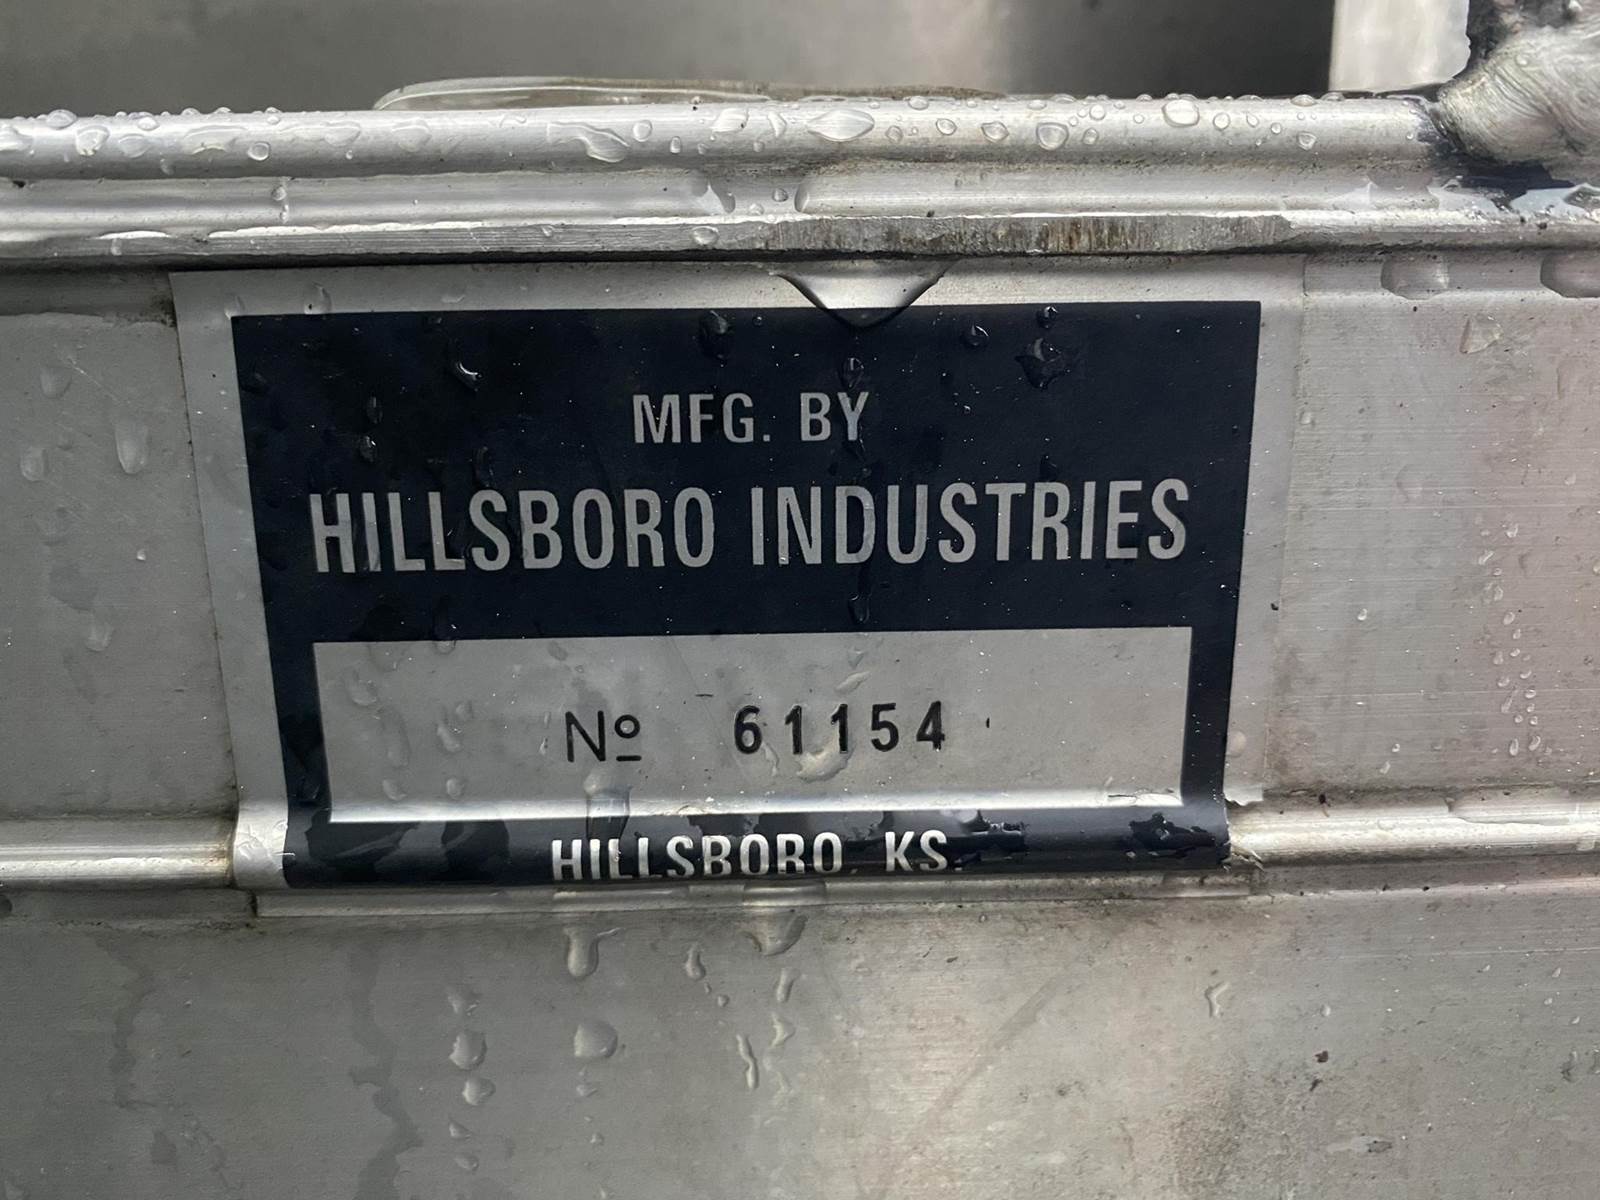 MFG. BY
HILLSBORO INDUSTRIES
Nº 61154
HILLSBORO, KS.